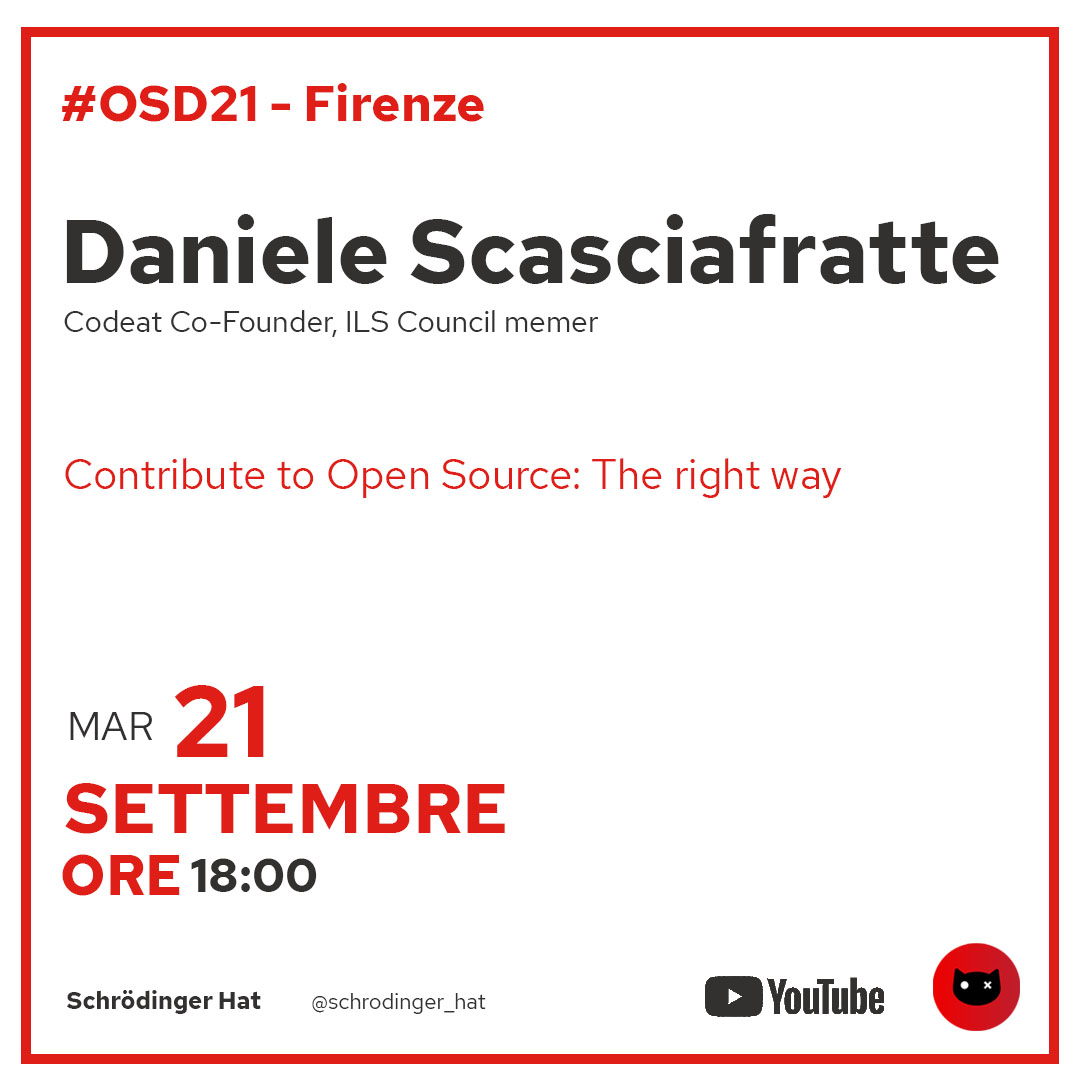 #OSD21 - Firenze
Daniele Scasciafratte
Codeat Co-Founder, ILS Council memer
Contribute to Open Source: The right way
MAR 21
SETTEMBRE
ORE 18:00
Schrödinger Hat @schrodinger_hat YouTube